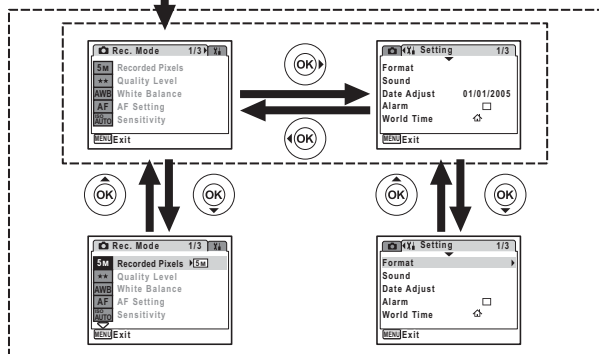 Rec. Mode 1/3
5M Recorded Pixels
★★ Quality Level
AWB White Balance
AF AF Setting
ISO AUTO Sensitivity
MENU Exit
OK
OK
Setting 1/3
Format
Sound
Date Adjust 01/01/2005
Alarm
World Time
MENU Exit
OK
OK
OK
OK
Rec. Mode 1/3
5M Recorded Pixels 5M
★★ Quality Level
AWB White Balance
AF AF Setting
ISO AUTO Sensitivity
MENU Exit
Setting 1/3
Format
Sound
Date Adjust
Alarm
World Time
MENU Exit